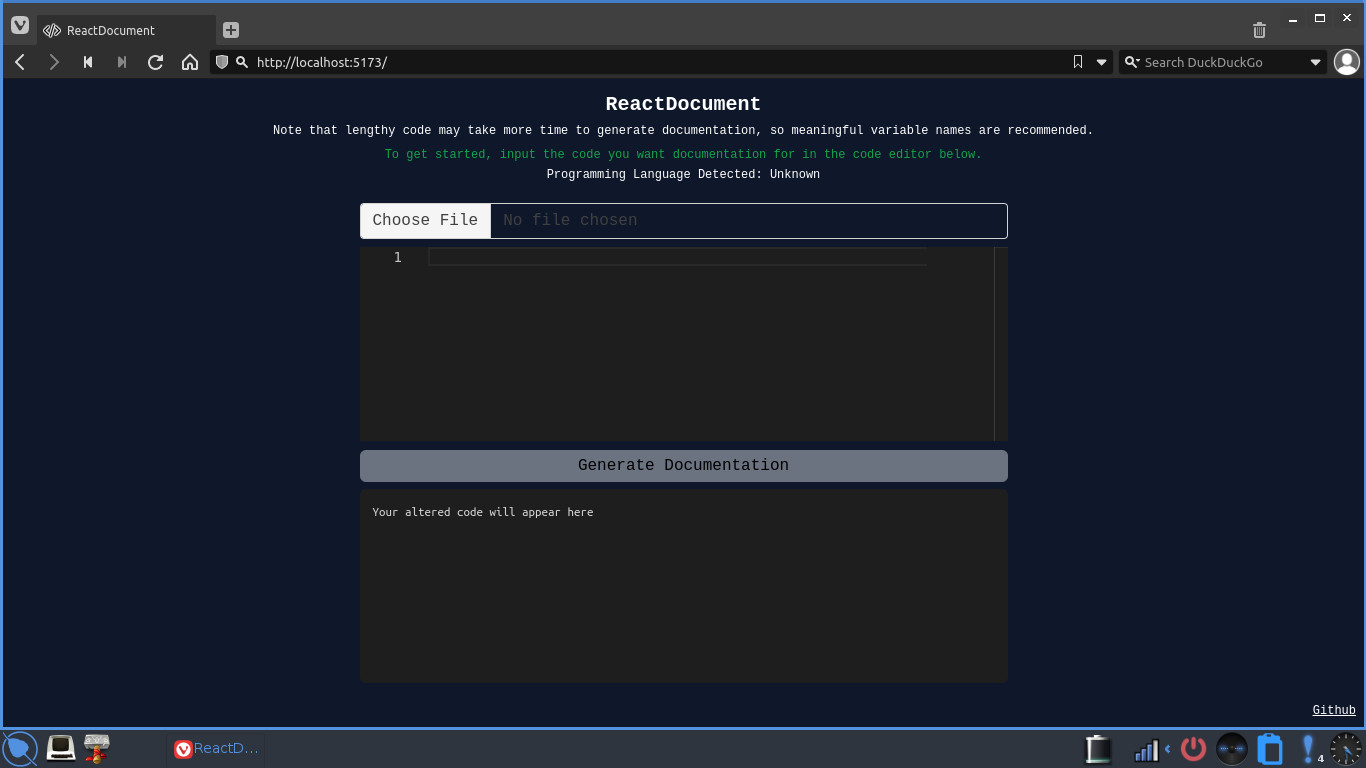 ReactDocument
http://localhost:5173/
Search DuckDuckGo
ReactDocument
Note that lengthy code may take more time to generate documentation, so meaningful variable names are recommended.
To get started, input the code you want documentation for in the code editor below.
Programming Language Detected: Unknown
Choose File No file chosen
1
Generate Documentation
Your altered code will appear here
Github
ReactD...
4